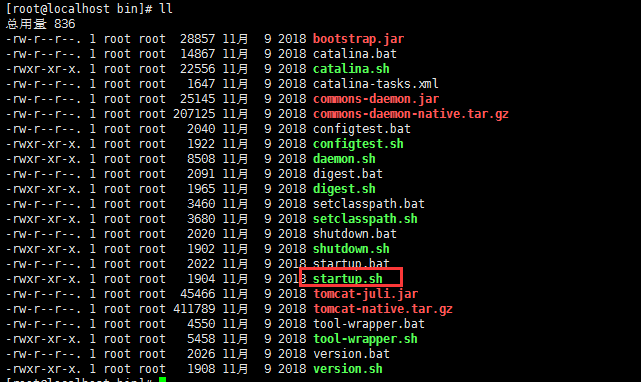 [root@localhost bin]# ll
总用量 836
-rw-r--r--. 1 root root  28857 11月  9 2018 bootstrap.jar
-rw-r--r--. 1 root root  14867 11月  9 2018 catalina.bat
-rwxr-xr-x. 1 root root  22556 11月  9 2018 catalina.sh
-rw-r--r--. 1 root root   1647 11月  9 2018 catalina-tasks.xml
-rw-r--r--. 1 root root  25145 11月  9 2018 commons-daemon.jar
-rw-r--r--. 1 root root 207125 11月  9 2018 commons-daemon-native.tar.gz
-rw-r--r--. 1 root root   2040 11月  9 2018 configtest.bat
-rwxr-xr-x. 1 root root   1922 11月  9 2018 configtest.sh
-rwxr-xr-x. 1 root root   8508 11月  9 2018 daemon.sh
-rw-r--r--. 1 root root   2091 11月  9 2018 digest.bat
-rwxr-xr-x. 1 root root   1965 11月  9 2018 digest.sh
-rw-r--r--. 1 root root   3460 11月  9 2018 setclasspath.bat
-rwxr-xr-x. 1 root root   3680 11月  9 2018 setclasspath.sh
-rw-r--r--. 1 root root   2020 11月  9 2018 shutdown.bat
-rwxr-xr-x. 1 root root   1902 11月  9 2018 shutdown.sh
-rw-r--r--. 1 root root   2022 11月  9 2018 startup.bat
-rwxr-xr-x. 1 root root   1904 11月  9 2018 startup.sh
-rw-r--r--. 1 root root  45466 11月  9 2018 tomcat-juli.jar
-rw-r--r--. 1 root root 411789 11月  9 2018 tomcat-native.tar.gz
-rw-r--r--. 1 root root   4550 11月  9 2018 tool-wrapper.bat
-rwxr-xr-x. 1 root root   5458 11月  9 2018 tool-wrapper.sh
-rw-r--r--. 1 root root   2026 11月  9 2018 version.bat
-rwxr-xr-x. 1 root root   1908 11月  9 2018 version.sh
[root@localhost bin]#